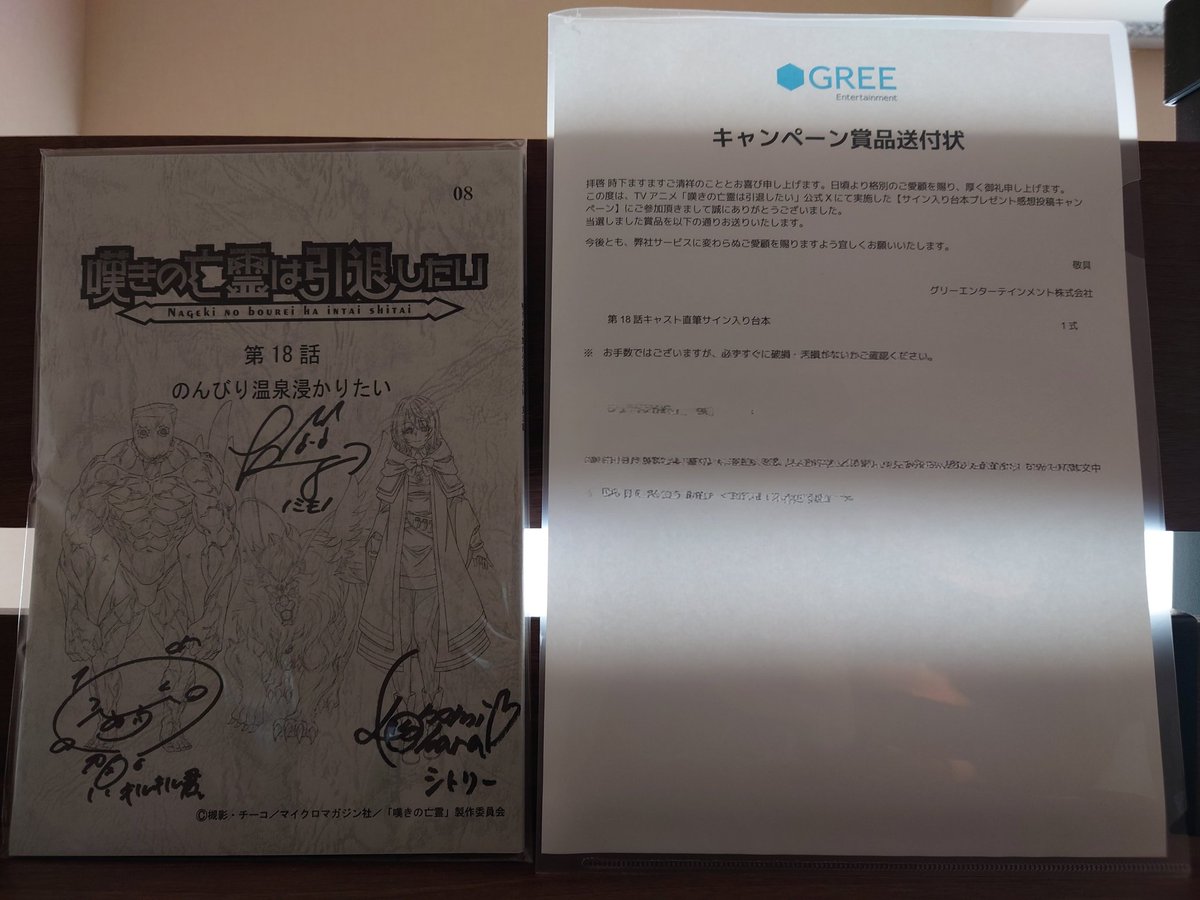 08
嘆きの亡霊は引退したい
Nageki no bourei ha intai shitai
第18話
のんびり温泉浸かりたい
シトリー
©槻影・チーコ/マイクロマガジン社/「嘆きの亡霊」製作委員会
GREE
Entertainment
キャンペーン賞品送付状
拝啓 時下ますますご清祥のこととお喜び申し上げます。日頃より格別のご愛顧を賜り、厚く御礼申し上げます。
この度は、TVアニメ「嘆きの亡霊は引退したい」公式Xにて実施した【サイン入り台本プレゼント感想投稿キャン
ペーン】にご参加頂きまして誠にありがとうございました。
当選しました賞品を以下の通りお送りいたします。
今後とも、弊社サービスに変わらぬご愛顧を賜りますよう宜しくお願いいたします。
敬具
グリーエンターテインメント株式会社
第18話キャスト直筆サイン入り台本
1式
※ お手数ではございますが、必ずすぐに破損・汚損がないかご確認ください。